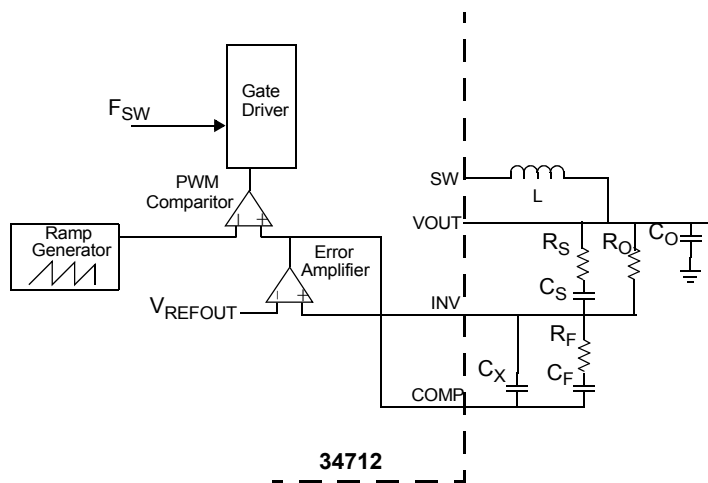 Gate
Driver
FSW
PWM
Comparitor
SW
L
VOUT
Ramp
Generator
Error
Amplifier
RS
RO
CO
CS
VREFOUT
INV
RF
CX
CF
COMP
34712